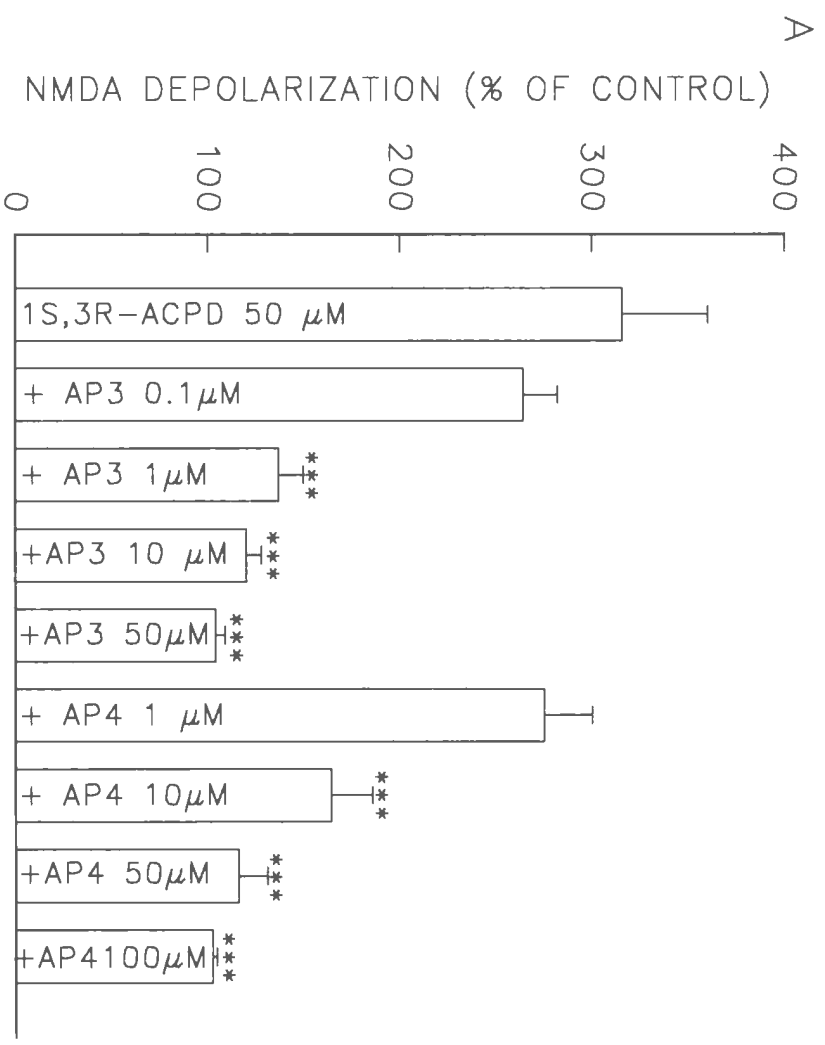 A
NMDA DEPOLARIZATION (% OF CONTROL)
400
300
200
100
0
1S,3R-ACPD 50 μM
+ AP3 0.1μM
+ AP3 1μM
***
+AP3 10 μM
***
+AP3 50μM
***
+ AP4 1 μM
+ AP4 10μM
***
+AP4 50μM
***
+AP4100μM
***